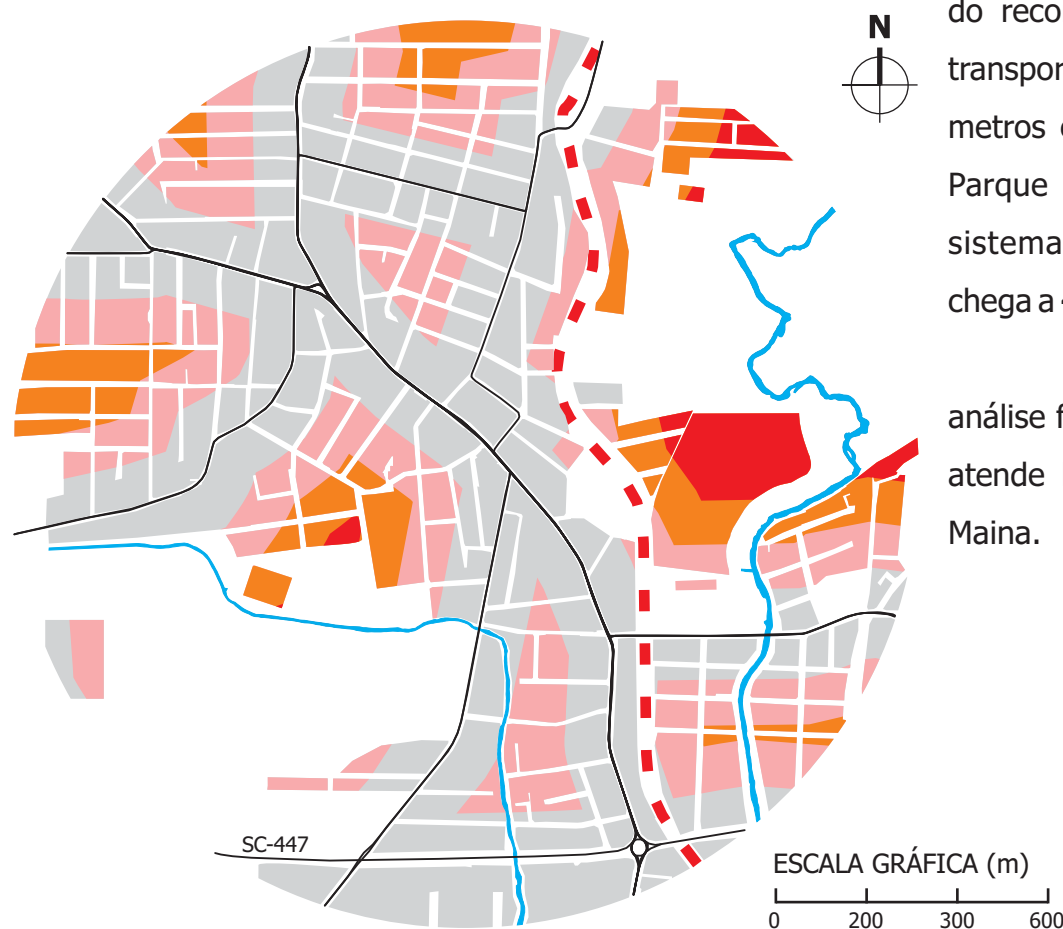 N
do reco
transpor
metros
Parque
sistema
chega a
análise f
atende
Maina.
SC-447
ESCALA GRÁFICA (m)
0 200 300 600